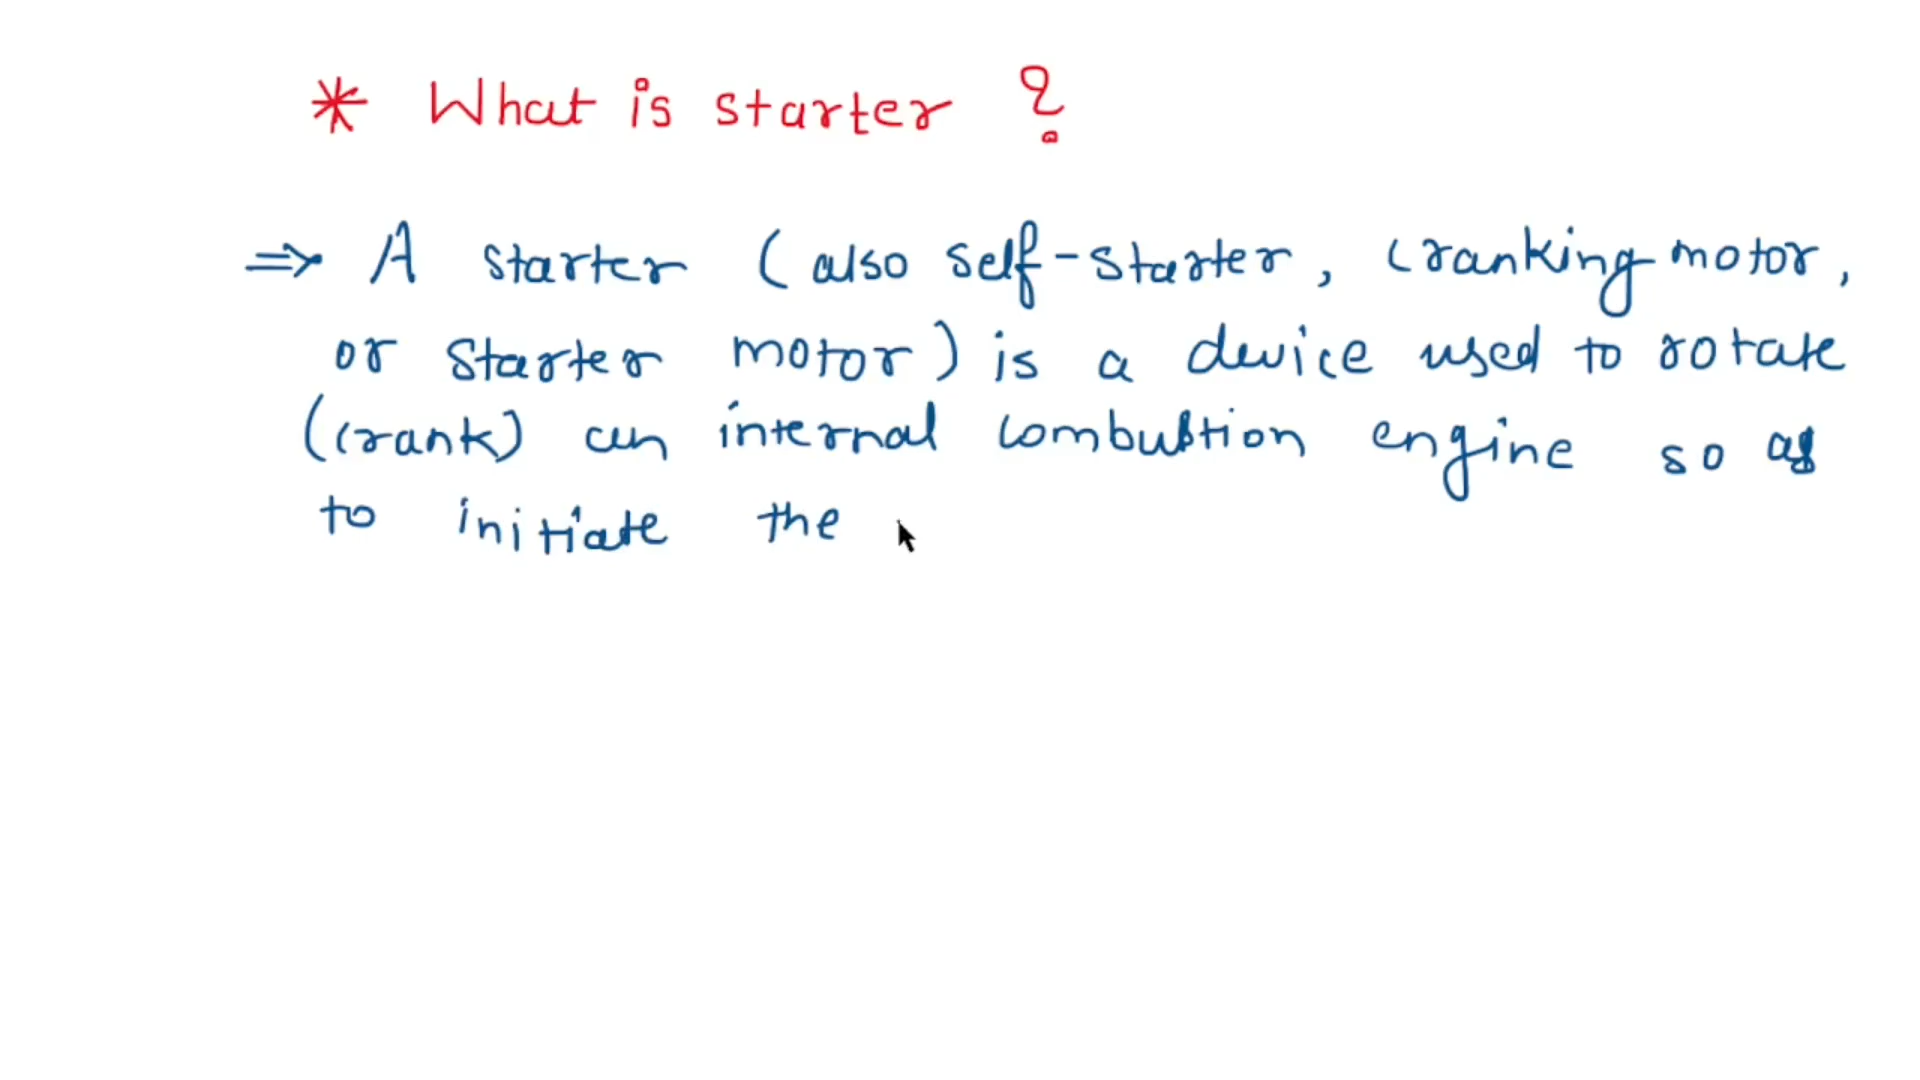 * What is starter ?
⇒ A starter (also self-starter, cranking motor,
or starter motor) is a device used to rotate
(crank) an internal combustion engine so as
to initiate the